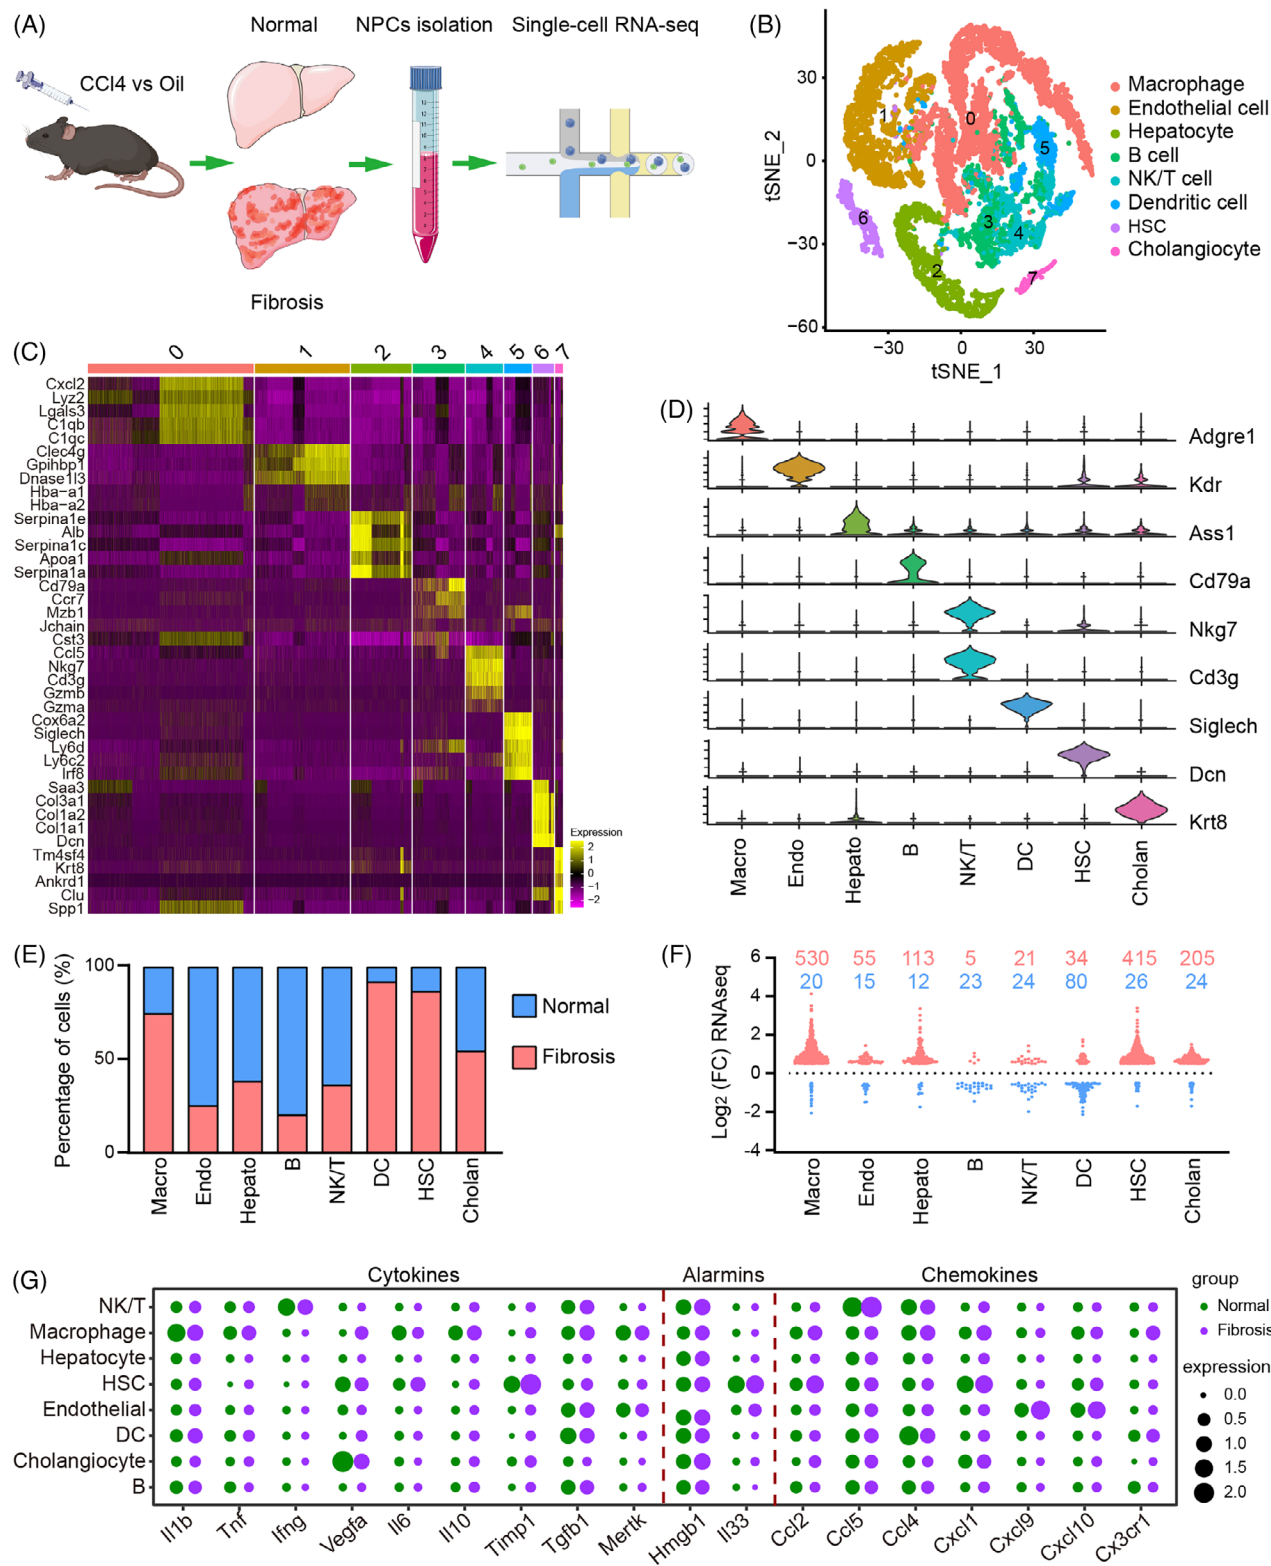 (A)
Normal
NPCs isolation
Single-cell RNA-seq
CCl4 vs Oil
Fibrosis
(B)
30
0
−30
−60
tSNE_2
−30
0
30
tSNE_1
0
1
2
3
4
5
6
7
Macrophage
Endothelial cell
Hepatocyte
B cell
NK/T cell
Dendritic cell
HSC
Cholangiocyte
(C)
0 1 2 3 4 5 6 7
Cxcl2
Lyz2
Lgals3
C1qb
C1qc
Clec4g
Gpihbp1
Dnase1l3
Hba−a1
Hba−a2
Serpina1e
Alb
Serpina1c
Apoa1
Serpina1a
Cd79a
Ccr7
Mzb1
Jchain
Cst3
Ccl5
Nkg7
Cd3g
Gzmb
Gzma
Cox6a2
Siglech
Ly6d
Ly6c2
Irf8
Saa3
Col3a1
Col1a2
Col1a1
Dcn
Tm4sf4
Krt8
Ankrd1
Clu
Spp1
Expression
2
1
0
−1
−2
(D)
Adgre1
Kdr
Ass1
Cd79a
Nkg7
Cd3g
Siglech
Dcn
Krt8
Macro
Endo
Hepato
B
NK/T
DC
HSC
Cholan
(E)
Percentage of cells (%)
100
50
0
Macro
Endo
Hepato
B
NK/T
DC
HSC
Cholan
Normal
Fibrosis
(F)
Log2 (FC) RNAseq
6
4
2
0
-2
-4
530 55 113 5 21 34 415 205
20 15 12 23 24 80 26 24
Macro
Endo
Hepato
B
NK/T
DC
HSC
Cholan
(G)
Cytokines
Alarmins
Chemokines
NK/T
Macrophage
Hepatocyte
HSC
Endothelial
DC
Cholangiocyte
B
Il1b
Tnf
Ifng
Vegfa
Il6
Il10
Timp1
Tgfb1
Mertk
Hmgb1
Il33
Ccl2
Ccl5
Ccl4
Cxcl1
Cxcl9
Cxcl10
Cx3cr1
group
Normal
Fibrosis
expression
0.0
0.5
1.0
1.5
2.0